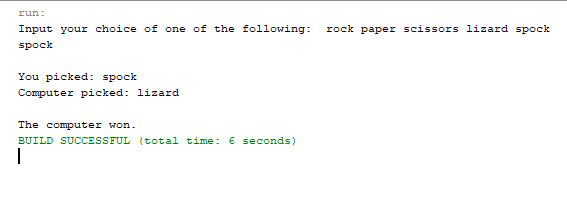 run:
Input your choice of one of the following:  rock paper scissors lizard spock
spock
You picked: spock
Computer picked: lizard
The computer won.
BUILD SUCCESSFUL (total time: 6 seconds)